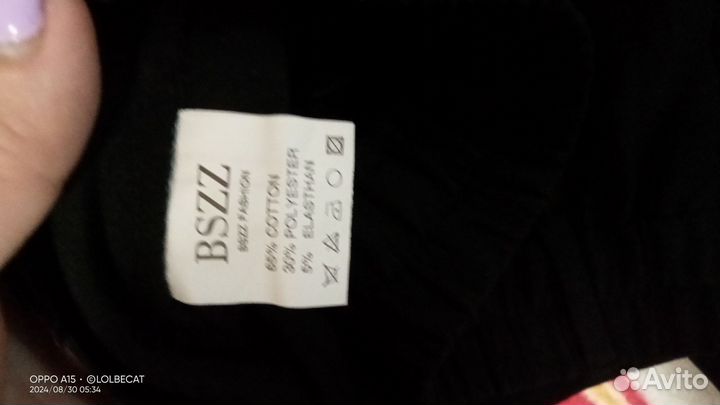 BSZZ
BSZZ FASHION
65% COTTON
30% POLYESTER
5% ELASTHAN
OPPO A15 · ©LOLBECAT
2024/08/30 05:34
Avito